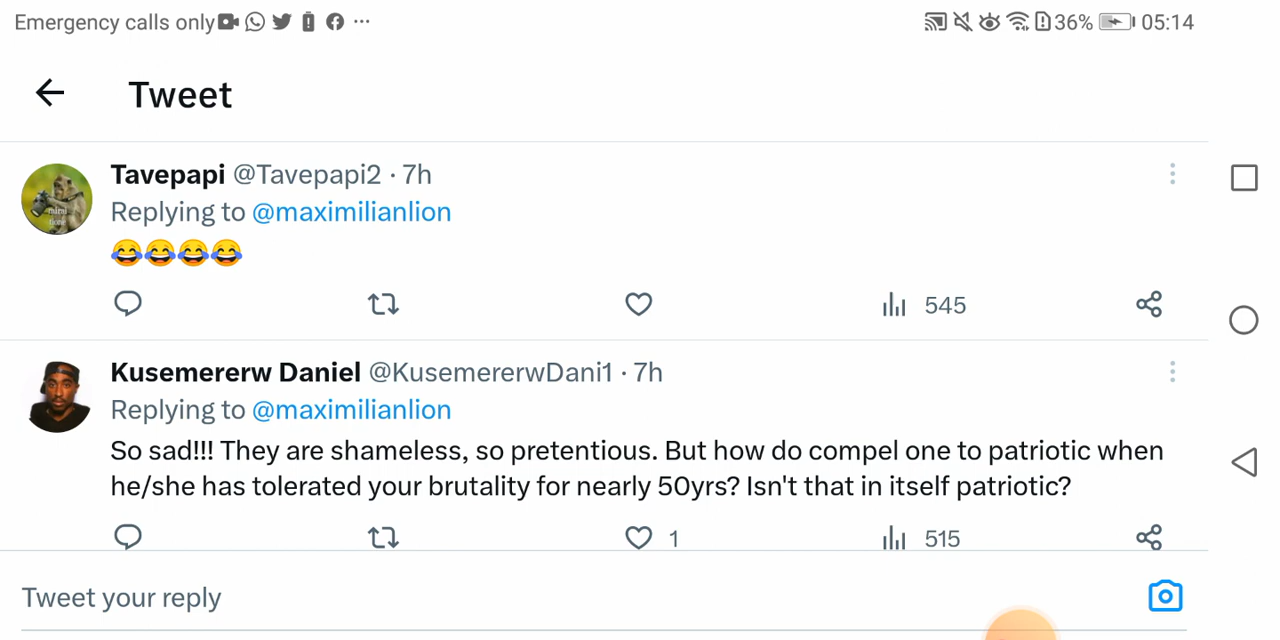 Emergency calls only ... 36% 05:14
Tweet
Tavepapi @Tavepapi2 · 7h
Replying to @maximilianlion
😂😂😂😂
545
Kusemererw Daniel @KusemererwDani1 · 7h
Replying to @maximilianlion
So sad!!! They are shameless, so pretentious. But how do compel one to patriotic when
he/she has tolerated your brutality for nearly 50yrs? Isn't that in itself patriotic?
1 515
Tweet your reply